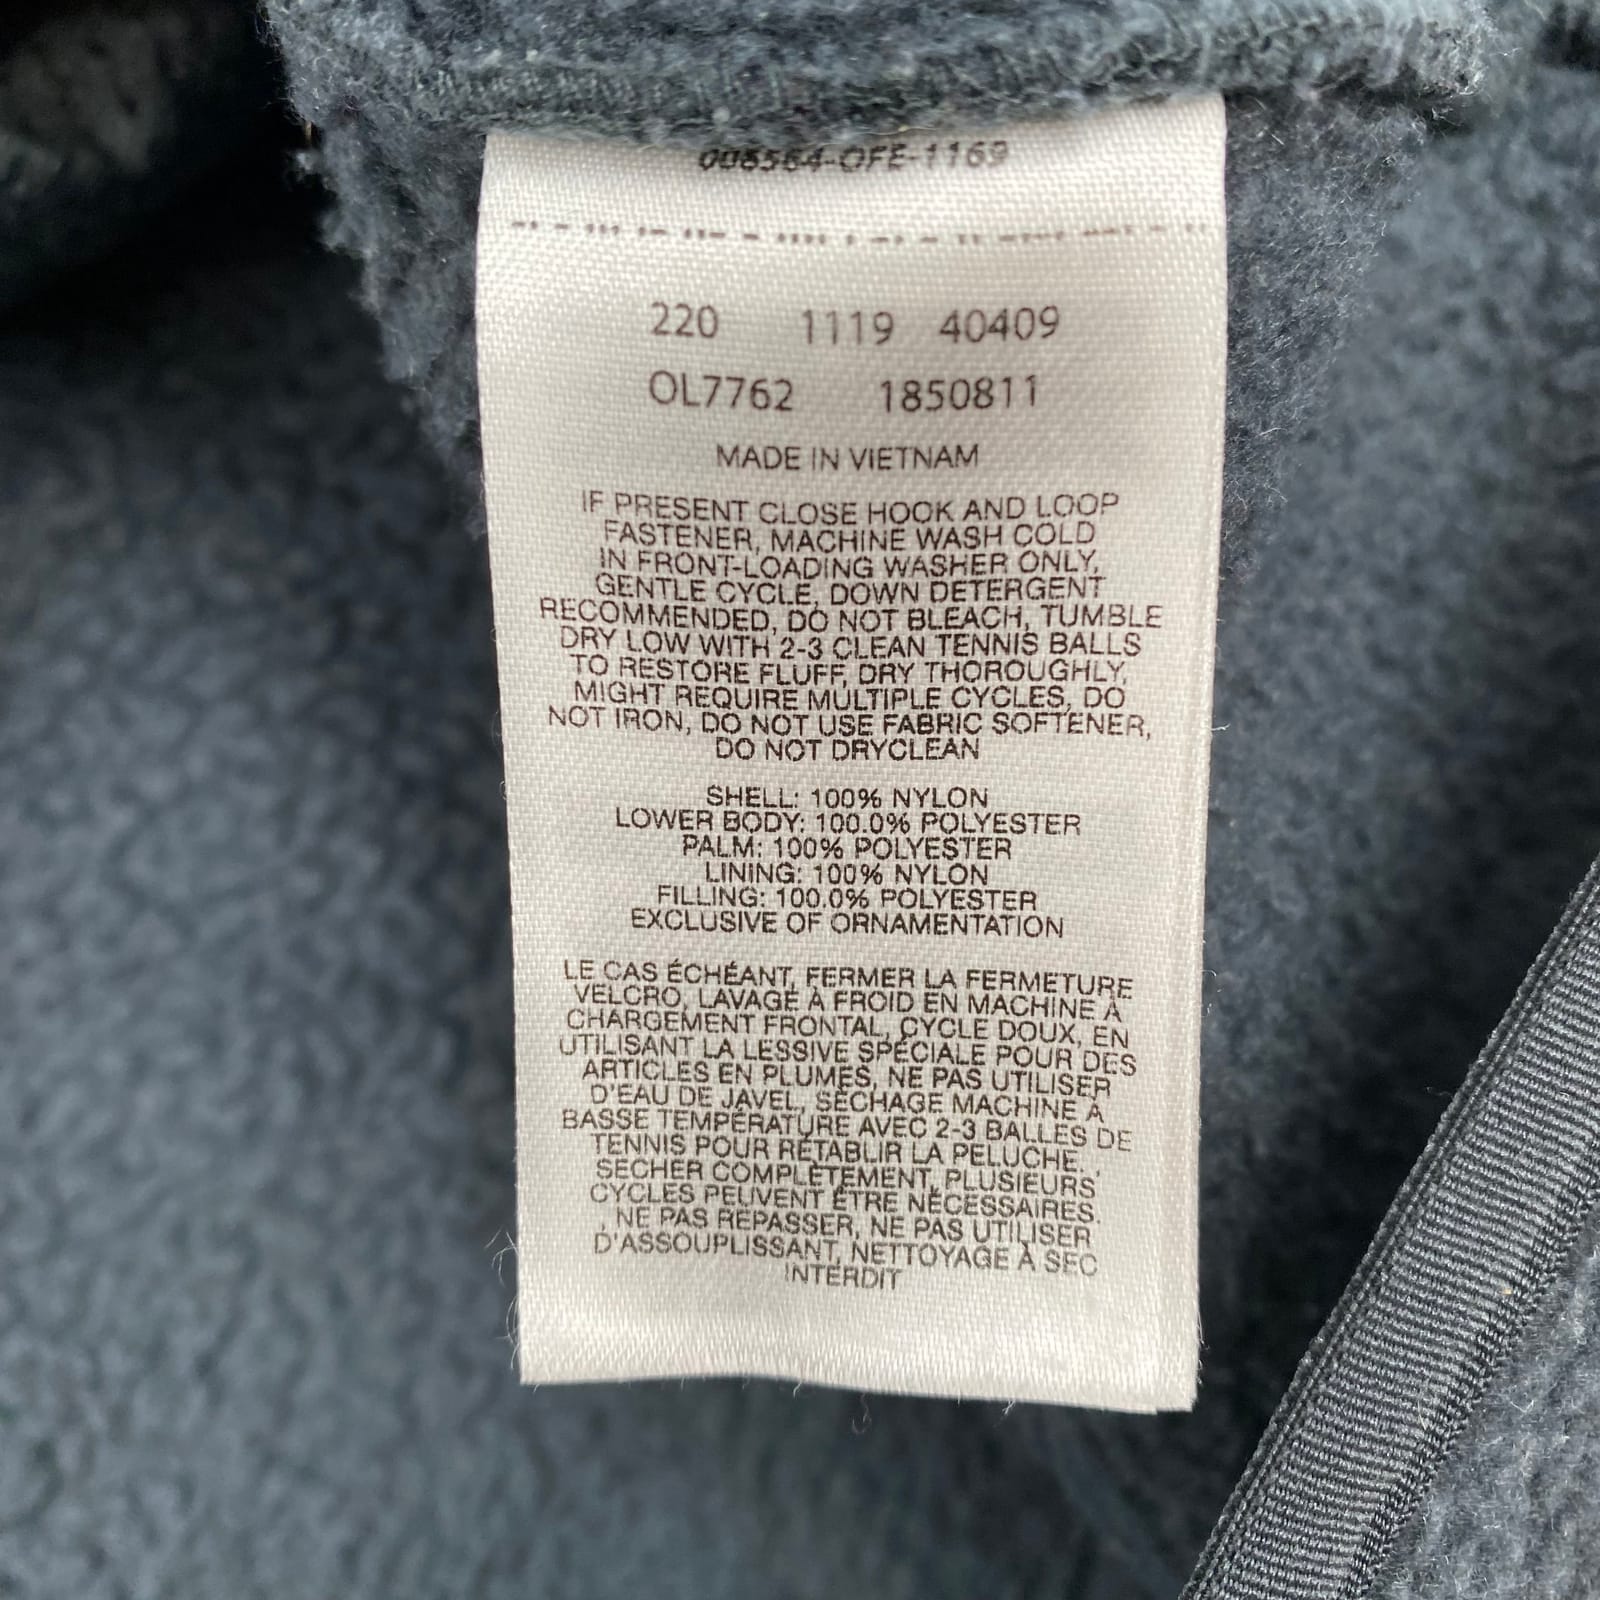 008564-OFE-1169
220 1119 40409
OL7762 1850811
MADE IN VIETNAM
IF PRESENT CLOSE HOOK AND LOOP
FASTENER, MACHINE WASH COLD
IN FRONT-LOADING WASHER ONLY,
GENTLE CYCLE, DOWN DETERGENT
RECOMMENDED, DO NOT BLEACH, TUMBLE
DRY LOW WITH 2-3 CLEAN TENNIS BALLS
TO RESTORE FLUFF, DRY THOROUGHLY,
MIGHT REQUIRE MULTIPLE CYCLES, DO
NOT IRON, DO NOT USE FABRIC SOFTENER,
DO NOT DRYCLEAN
SHELL: 100% NYLON
LOWER BODY: 100.0% POLYESTER
PALM: 100% POLYESTER
LINING: 100% NYLON
FILLING: 100.0% POLYESTER
EXCLUSIVE OF ORNAMENTATION
LE CAS ÉCHÉANT, FERMER LA FERMETURE
VELCRO, LAVAGE À FROID EN MACHINE À
CHARGEMENT FRONTAL, CYCLE DOUX, EN
UTILISANT LA LESSIVE SPÉCIALE POUR DES
ARTICLES EN PLUMES, NE PAS UTILISER
D'EAU DE JAVEL, SÉCHAGE MACHINE À
BASSE TEMPÉRATURE AVEC 2-3 BALLES DE
TENNIS POUR RÉTABLIR LA PELUCHE. ,
SÉCHER COMPLÈTEMENT, PLUSIEURS
CYCLES PEUVENT ÊTRE NÉCESSAIRES.
, NE PAS REPASSER, NE PAS UTILISER
D'ASSOUPLISSANT, NETTOYAGE À SEC
INTERDIT